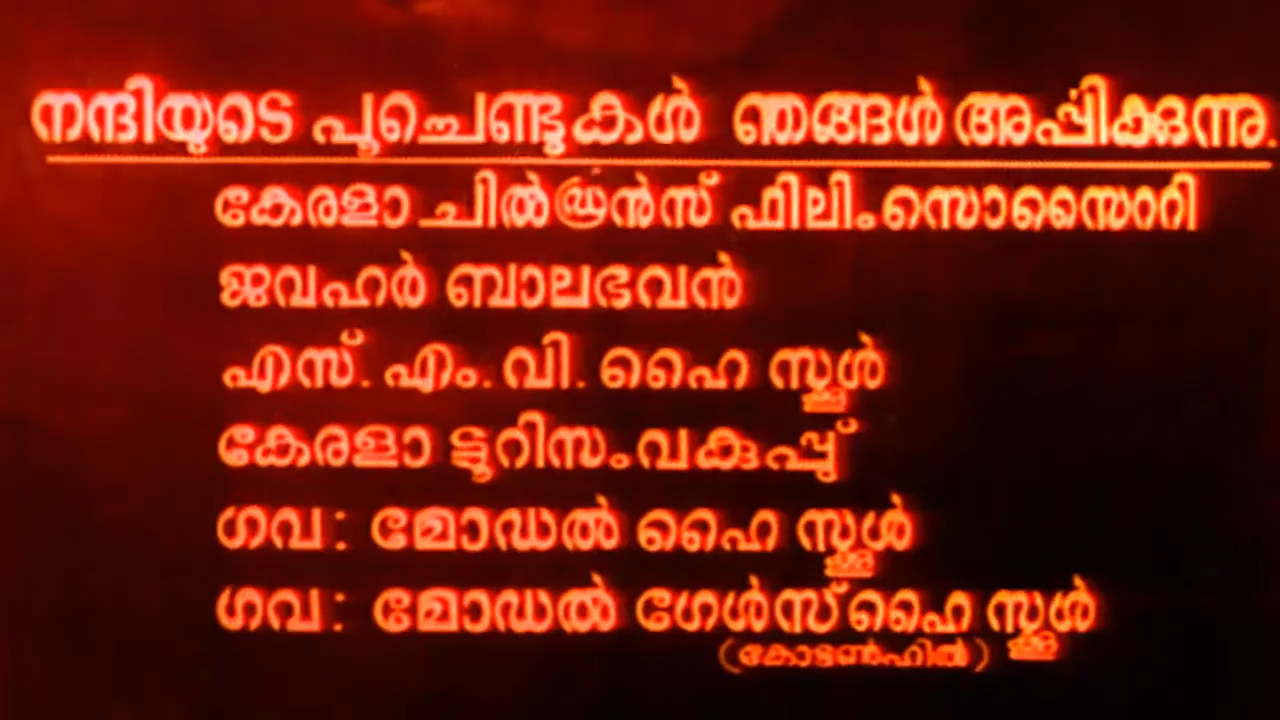 നന്ദിയുടെ പൂച്ചെണ്ടുകൾ ഞങ്ങൾ അർപ്പിക്കുന്നു.
കേരളാ ചിൽഡ്രൻസ് ഫിലിം സൊസൈററി
ജവഹർ ബാലഭവൻ
എസ്. എം. വി. ഹൈ സ്ക്കൂൾ
കേരളാ ടൂറിസം വകുപ്പ്
ഗവ: മോഡൽ ഹൈ സ്ക്കൂൾ
ഗവ: മോഡൽ ഗേൾസ് ഹൈ സ്ക്കൂൾ
(കോട്ടൺഹിൽ)